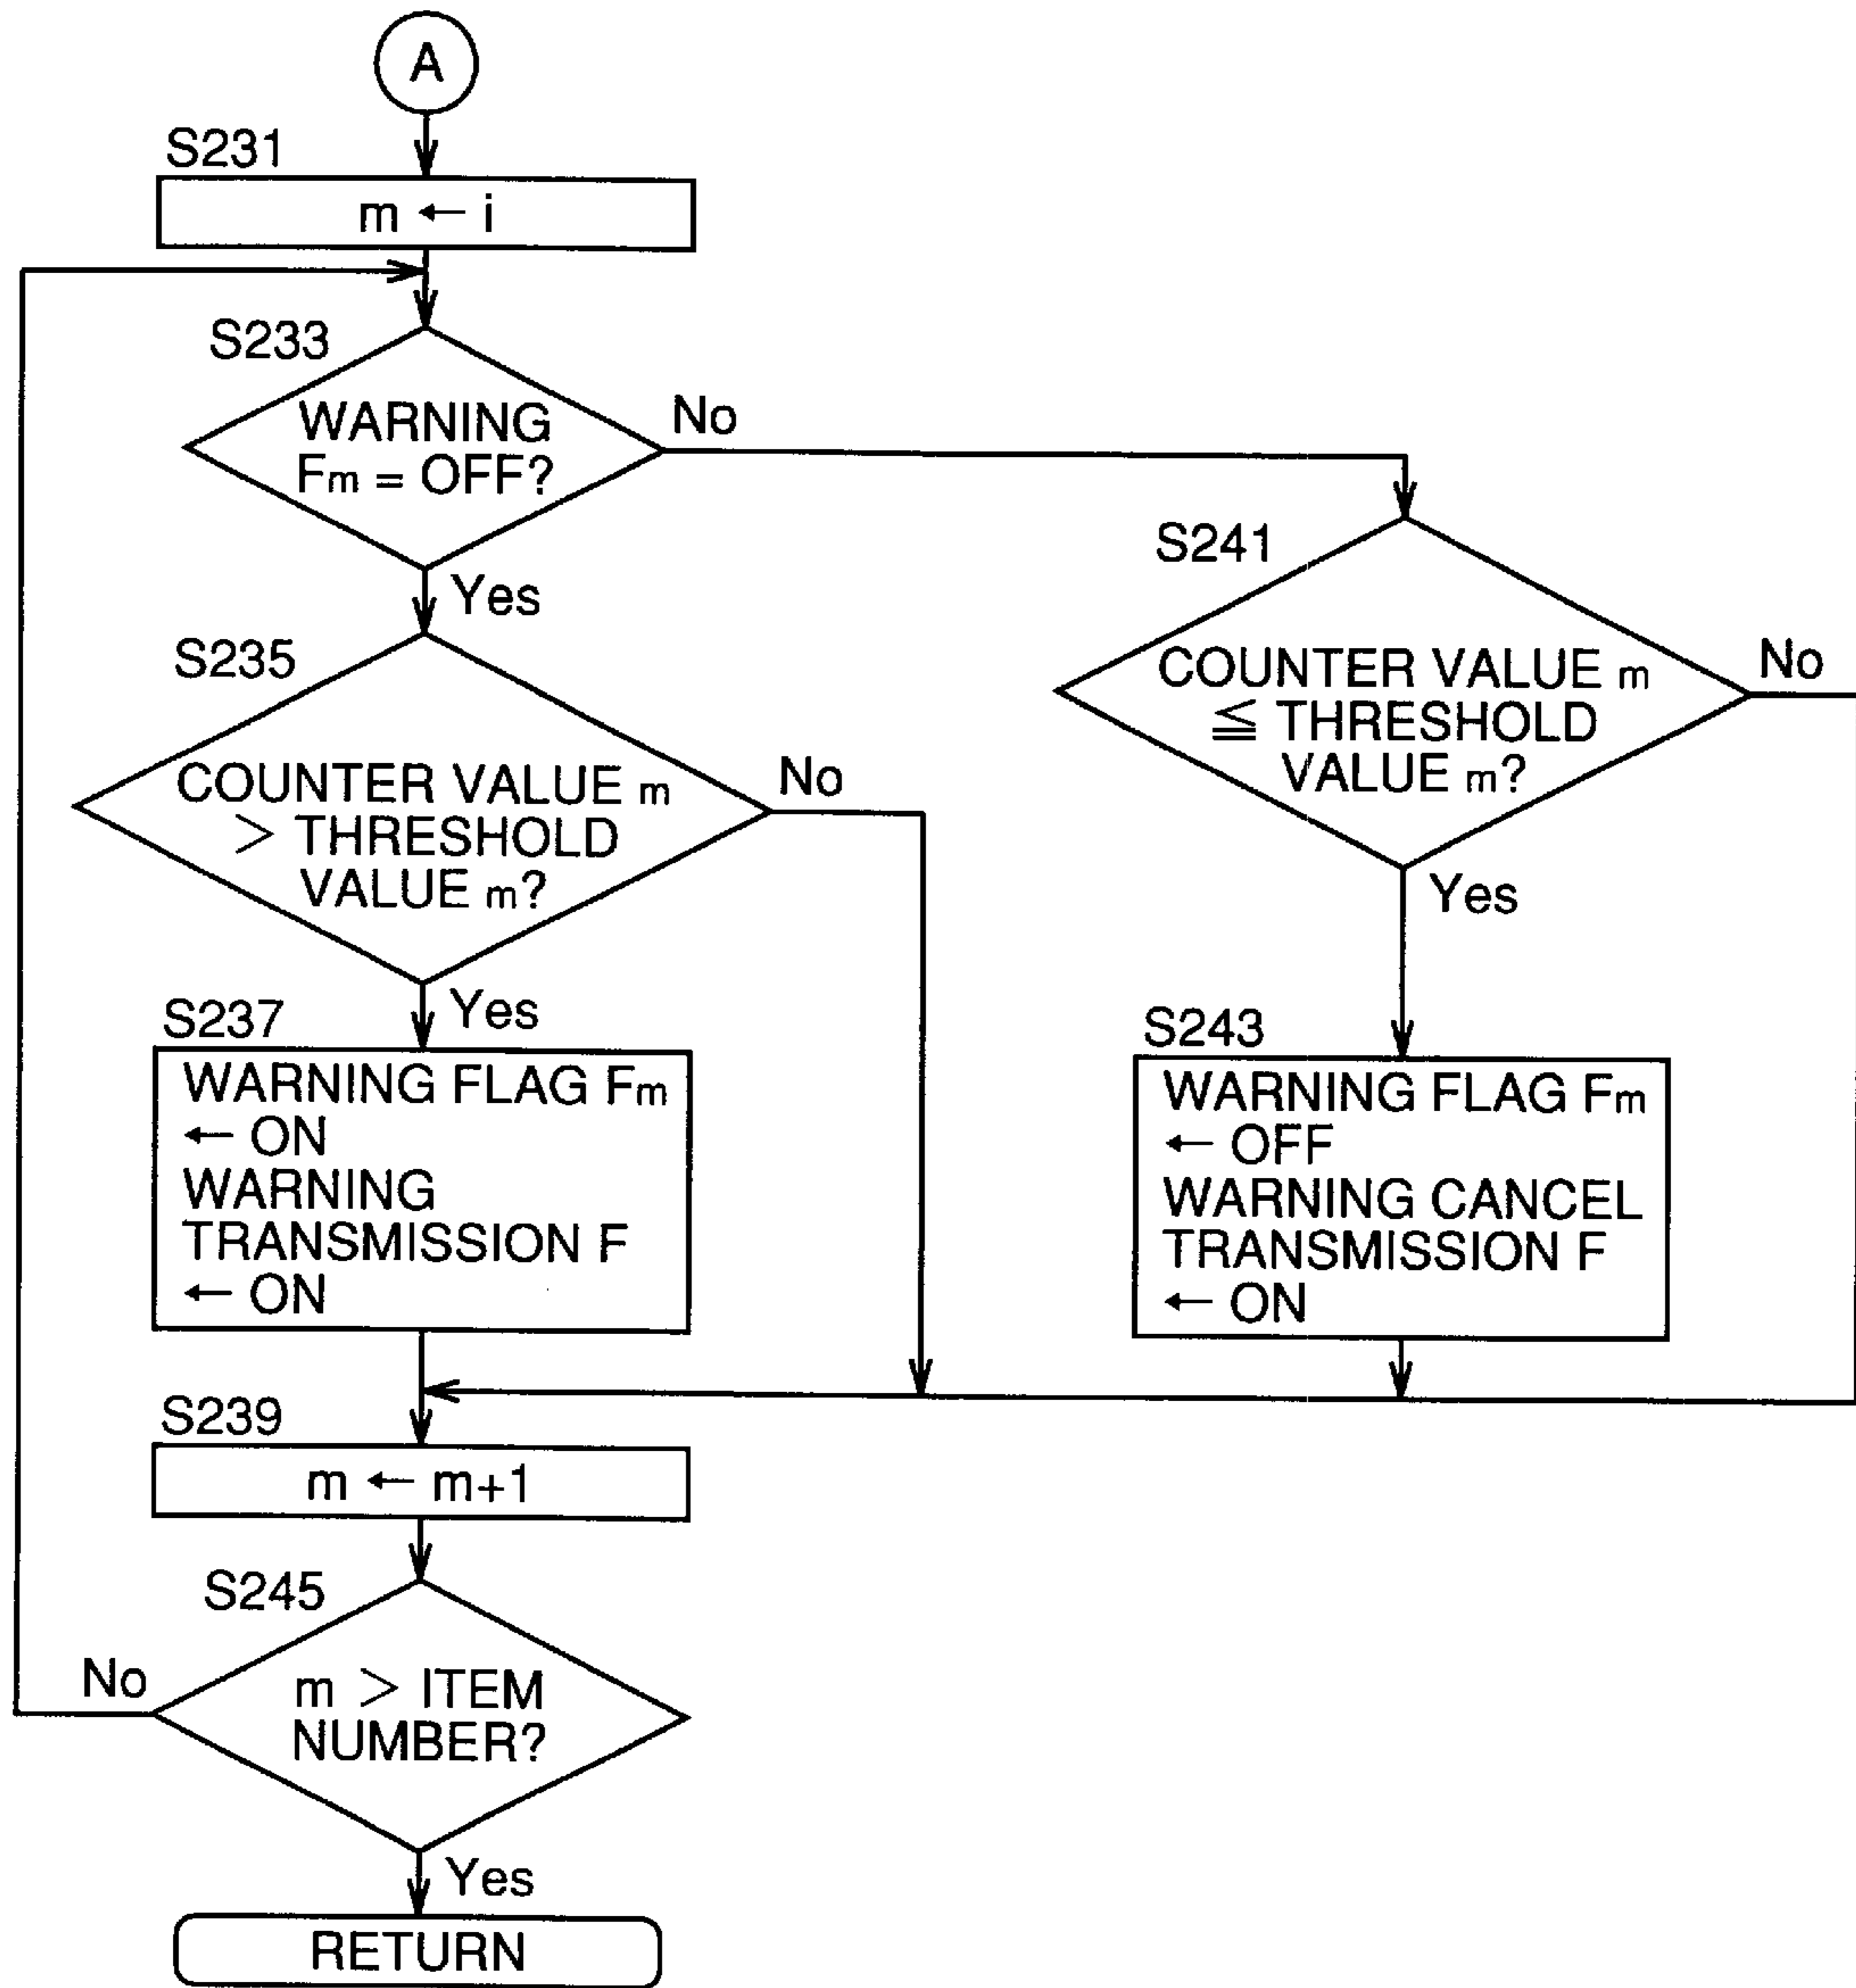 A
S231
m ← i
S233
WARNING
Fm = OFF?
No
Yes
S241
COUNTER VALUE m
≦ THRESHOLD
VALUE m?
No
Yes
S235
COUNTER VALUE m
> THRESHOLD
VALUE m?
No
Yes
S237
WARNING FLAG Fm
← ON
WARNING
TRANSMISSION F
← ON
S243
WARNING FLAG Fm
← OFF
WARNING CANCEL
TRANSMISSION F
← ON
S239
m ← m+1
S245
m > ITEM
NUMBER?
No
Yes
RETURN